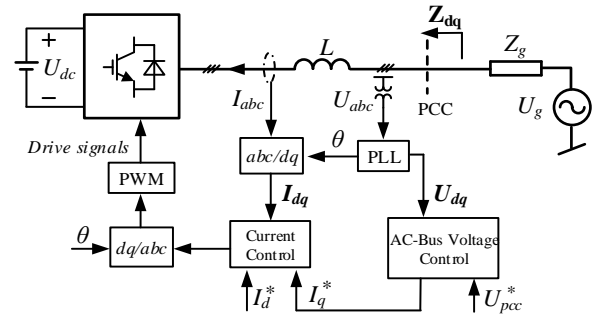 +
U_dc
−
L
Z_dq
Z_g
I_abc
U_abc
PCC
U_g
Drive signals
abc/dq
θ
PLL
PWM
I_dq
U_dq
θ
dq/abc
Current
Control
AC-Bus Voltage
Control
I_d^*
I_q^*
U_pcc^*